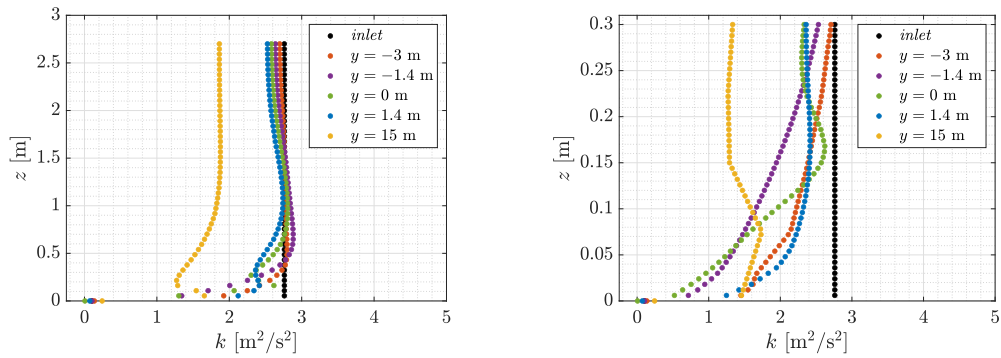 3
2.5
2
1.5
1
0.5
0
z [m]
0 1 2 3 4 5
k [m²/s²]
inlet
y = −3 m
y = −1.4 m
y = 0 m
y = 1.4 m
y = 15 m
0.3
0.25
0.2
0.15
0.1
0.05
0
z [m]
0 1 2 3 4 5
k [m²/s²]
inlet
y = −3 m
y = −1.4 m
y = 0 m
y = 1.4 m
y = 15 m